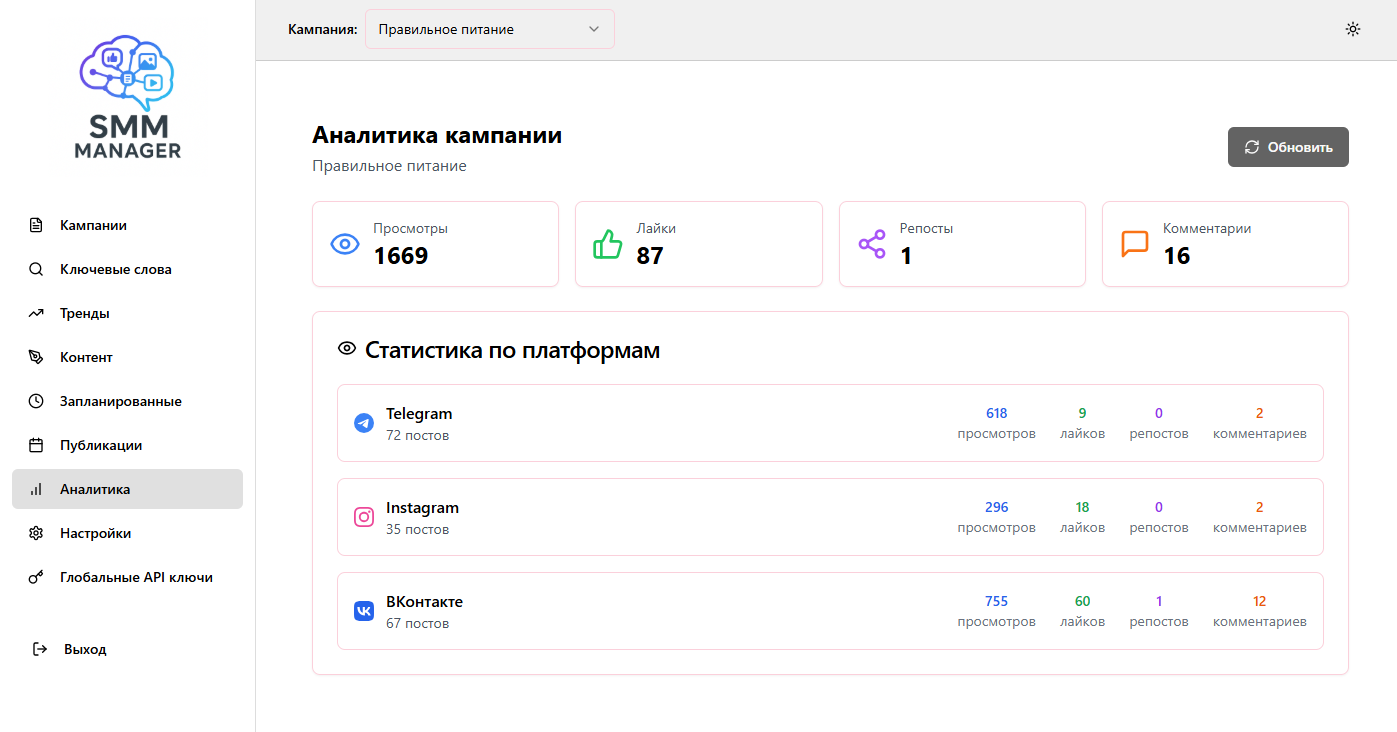 SMM
MANAGER
Кампании
Ключевые слова
Тренды
Контент
Запланированные
Публикации
Аналитика
Настройки
Глобальные API ключи
Выход
Кампания: Правильное питание
Аналитика кампании
Правильное питание
Обновить
Просмотры
1669
Лайки
87
Репосты
1
Комментарии
16
Статистика по платформам
Telegram
72 постов
618 9 0 2
просмотров лайков репостов комментариев
Instagram
35 постов
296 18 0 2
просмотров лайков репостов комментариев
ВКонтакте
67 постов
755 60 1 12
просмотров лайков репостов комментариев